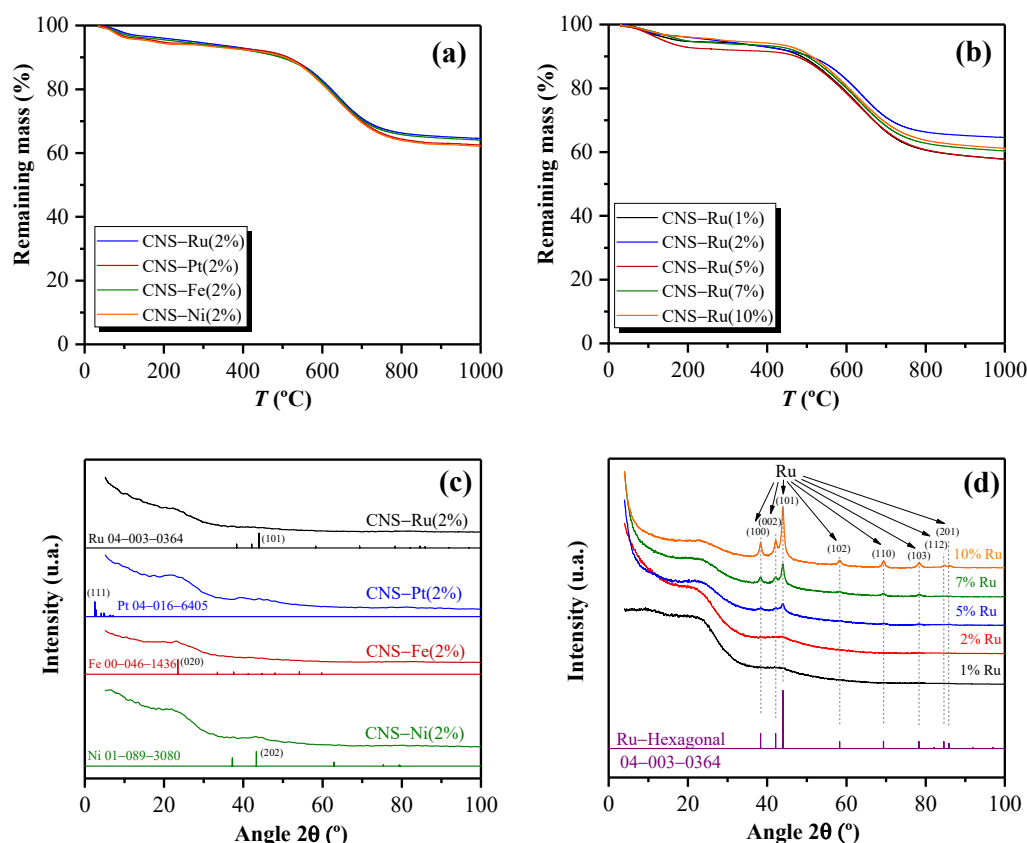 (a)
Remaining mass (%)
100
80
60
40
20
0
CNS−Ru(2%)
CNS−Pt(2%)
CNS−Fe(2%)
CNS−Ni(2%)
0 200 400 600 800 1000
T (ºC)
(b)
Remaining mass (%)
100
80
60
40
20
0
CNS−Ru(1%)
CNS−Ru(2%)
CNS−Ru(5%)
CNS−Ru(7%)
CNS−Ru(10%)
0 200 400 600 800 1000
T (ºC)
(c)
Intensity (u.a.)
CNS−Ru(2%)
Ru 04−003−0364
(101)
(111)
CNS−Pt(2%)
Pt 04−016−6405
CNS−Fe(2%)
Fe 00−046−1436
(020)
CNS−Ni(2%)
Ni 01−089−3080
(202)
0 20 40 60 80 100
Angle 2θ (º)
(d)
Intensity (u.a.)
Ru
(101)
(002)
(100)
(201)
(112)
(102)
(110)
(103)
10% Ru
7% Ru
5% Ru
2% Ru
1% Ru
Ru−Hexagonal
04−003−0364
0 20 40 60 80 100
Angle 2θ (º)